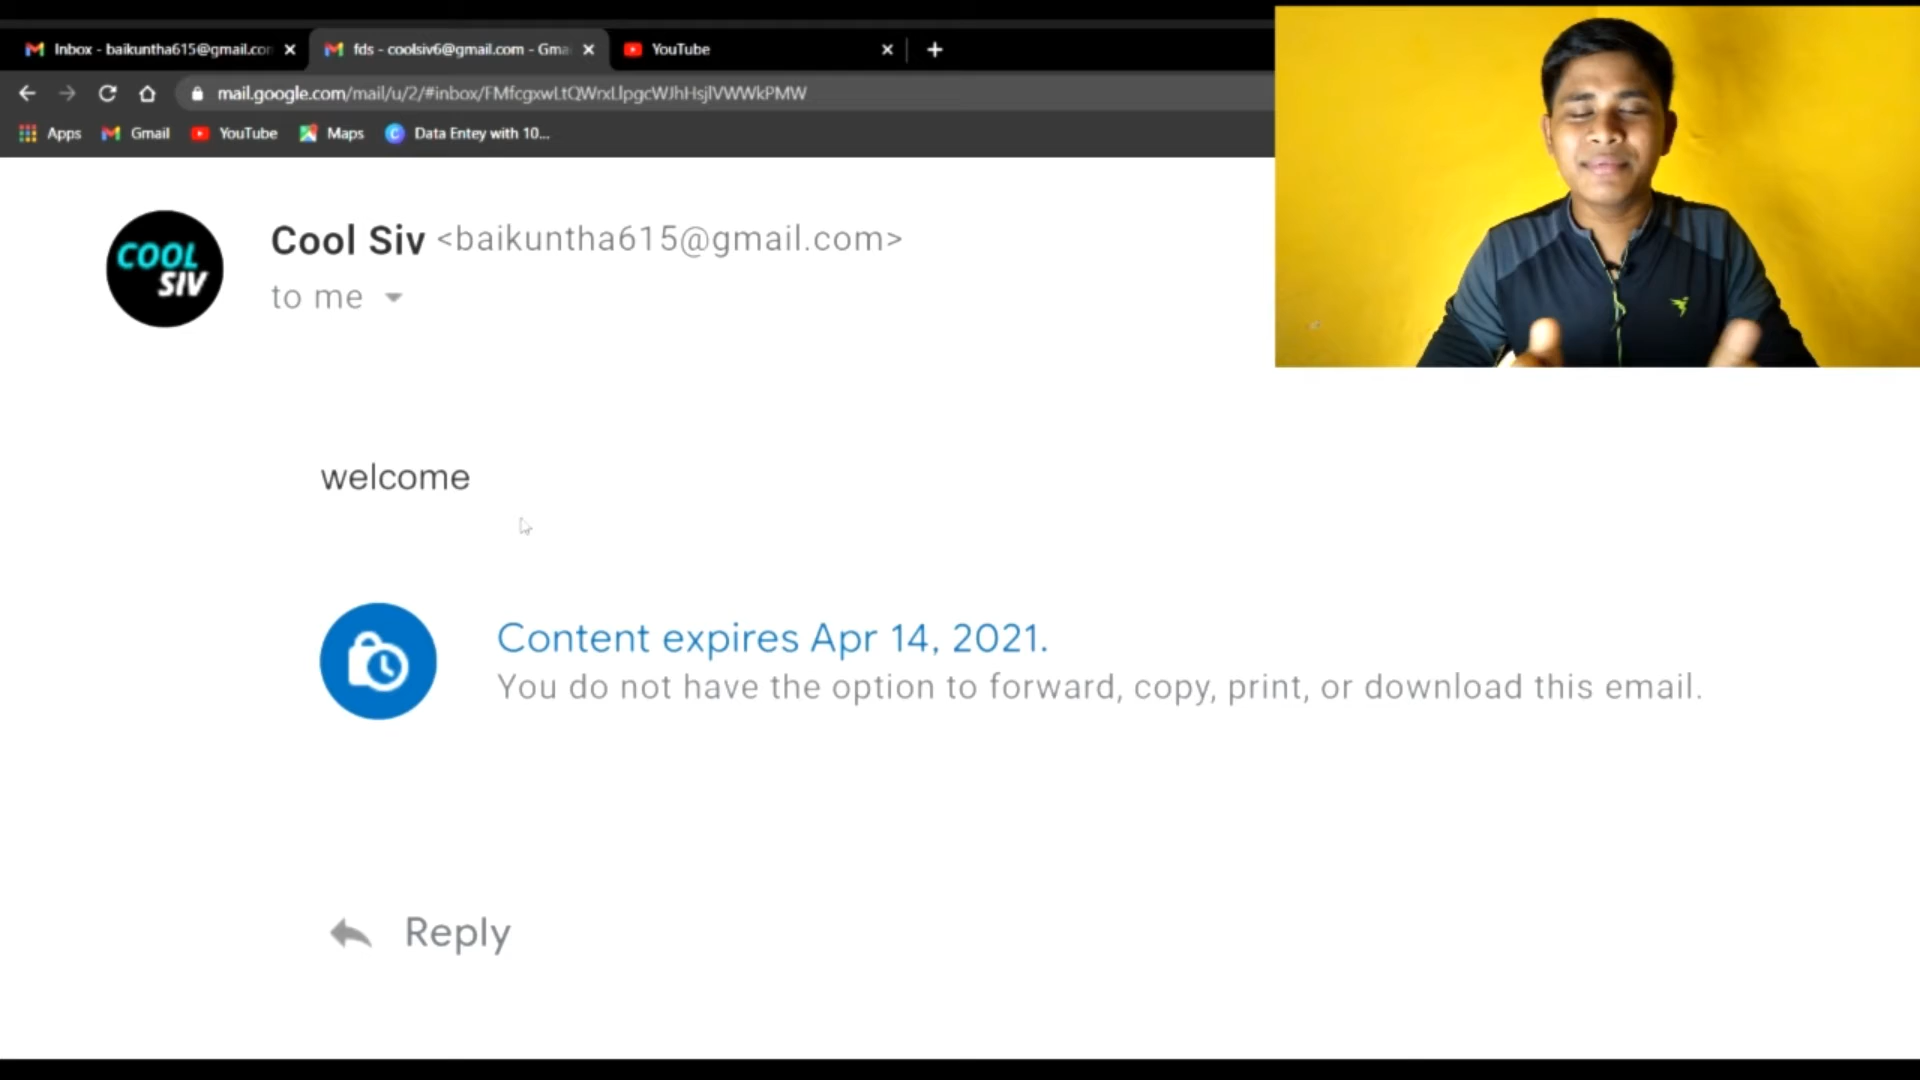 Inbox - baikuntha615@gmail.co
fds - coolsiv6@gmail.com - Gma
YouTube
mail.google.com/mail/u/2/#inbox/FMfcgxwLtQWrxLlpgcWJhHsjlVWWkPMW
Apps
Gmail
YouTube
Maps
Data Entey with 10...
COOL
SIV
Cool Siv <baikuntha615@gmail.com>
to me
welcome
Content expires Apr 14, 2021.
You do not have the option to forward, copy, print, or download this email.
Reply